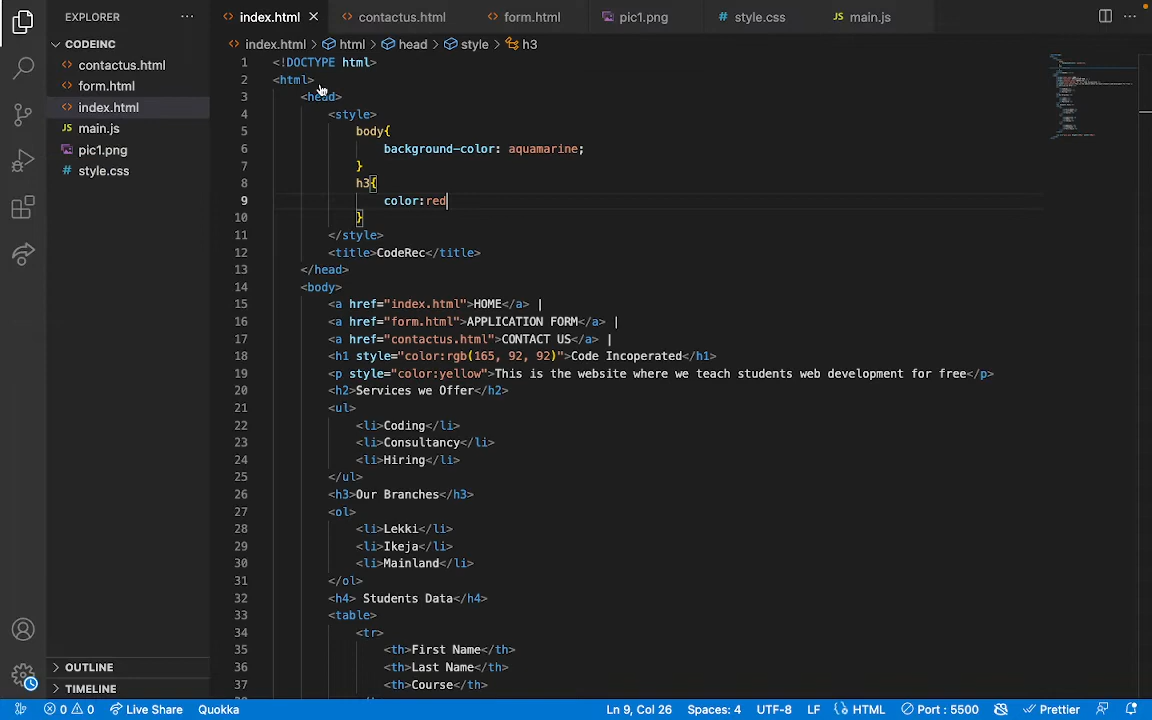 EXPLORER ···
index.html
contactus.html
form.html
pic1.png
# style.css
JS main.js
···
CODEINC
contactus.html
form.html
index.html
JS main.js
pic1.png
# style.css
OUTLINE
TIMELINE
index.html > html > head > style > h3
1 <!DOCTYPE html>
2 <html>
3 <head>
4 <style>
5 body{
6 background-color: aquamarine;
7 }
8 h3{
9 color:red
10 }
11 </style>
12 <title>CodeRec</title>
13 </head>
14 <body>
15 <a href="index.html">HOME</a> |
16 <a href="form.html">APPLICATION FORM</a> |
17 <a href="contactus.html">CONTACT US</a> |
18 <h1 style="color:rgb(165, 92, 92)">Code Incoperated</h1>
19 <p style="color:yellow">This is the website where we teach students web development for free</p>
20 <h2>Services we Offer</h2>
21 <ul>
22 <li>Coding</li>
23 <li>Consultancy</li>
24 <li>Hiring</li>
25 </ul>
26 <h3>Our Branches</h3>
27 <ol>
28 <li>Lekki</li>
29 <li>Ikeja</li>
30 <li>Mainland</li>
31 </ol>
32 <h4> Students Data</h4>
33 <table>
34 <tr>
35 <th>First Name</th>
36 <th>Last Name</th>
37 <th>Course</th>
0 0 Live Share Quokka Ln 9, Col 26 Spaces: 4 UTF-8 LF HTML Port : 5500 Prettier